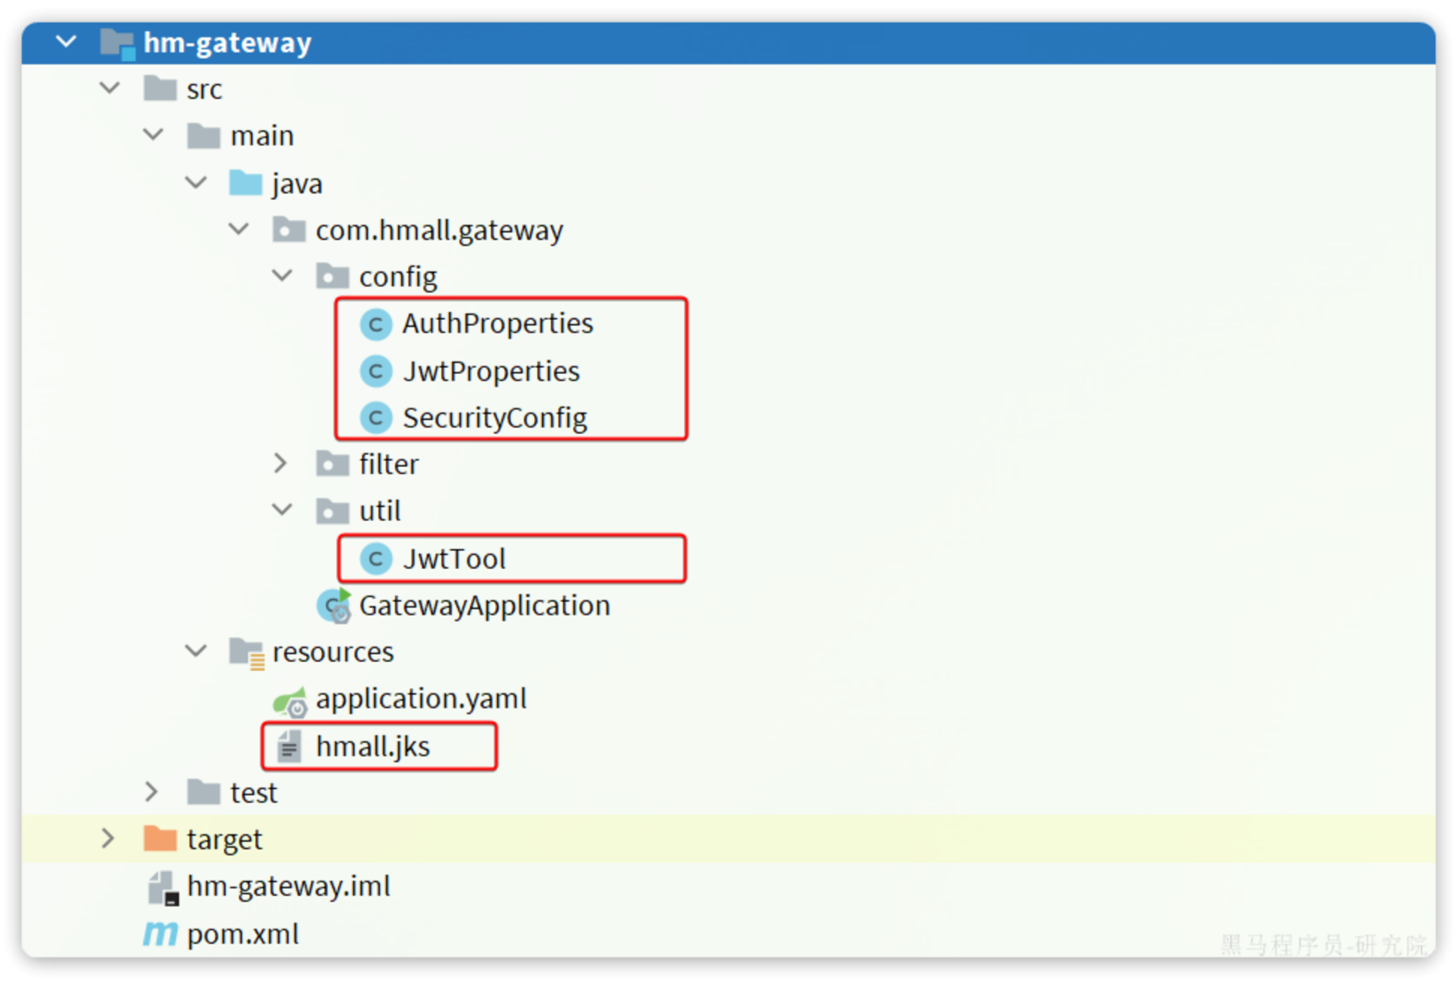 hm-gateway
src
main
java
com.hmall.gateway
config
C AuthProperties
C JwtProperties
C SecurityConfig
filter
util
C JwtTool
C GatewayApplication
resources
application.yaml
hmall.jks
test
target
hm-gateway.iml
m pom.xml
黑马程序员-研究院